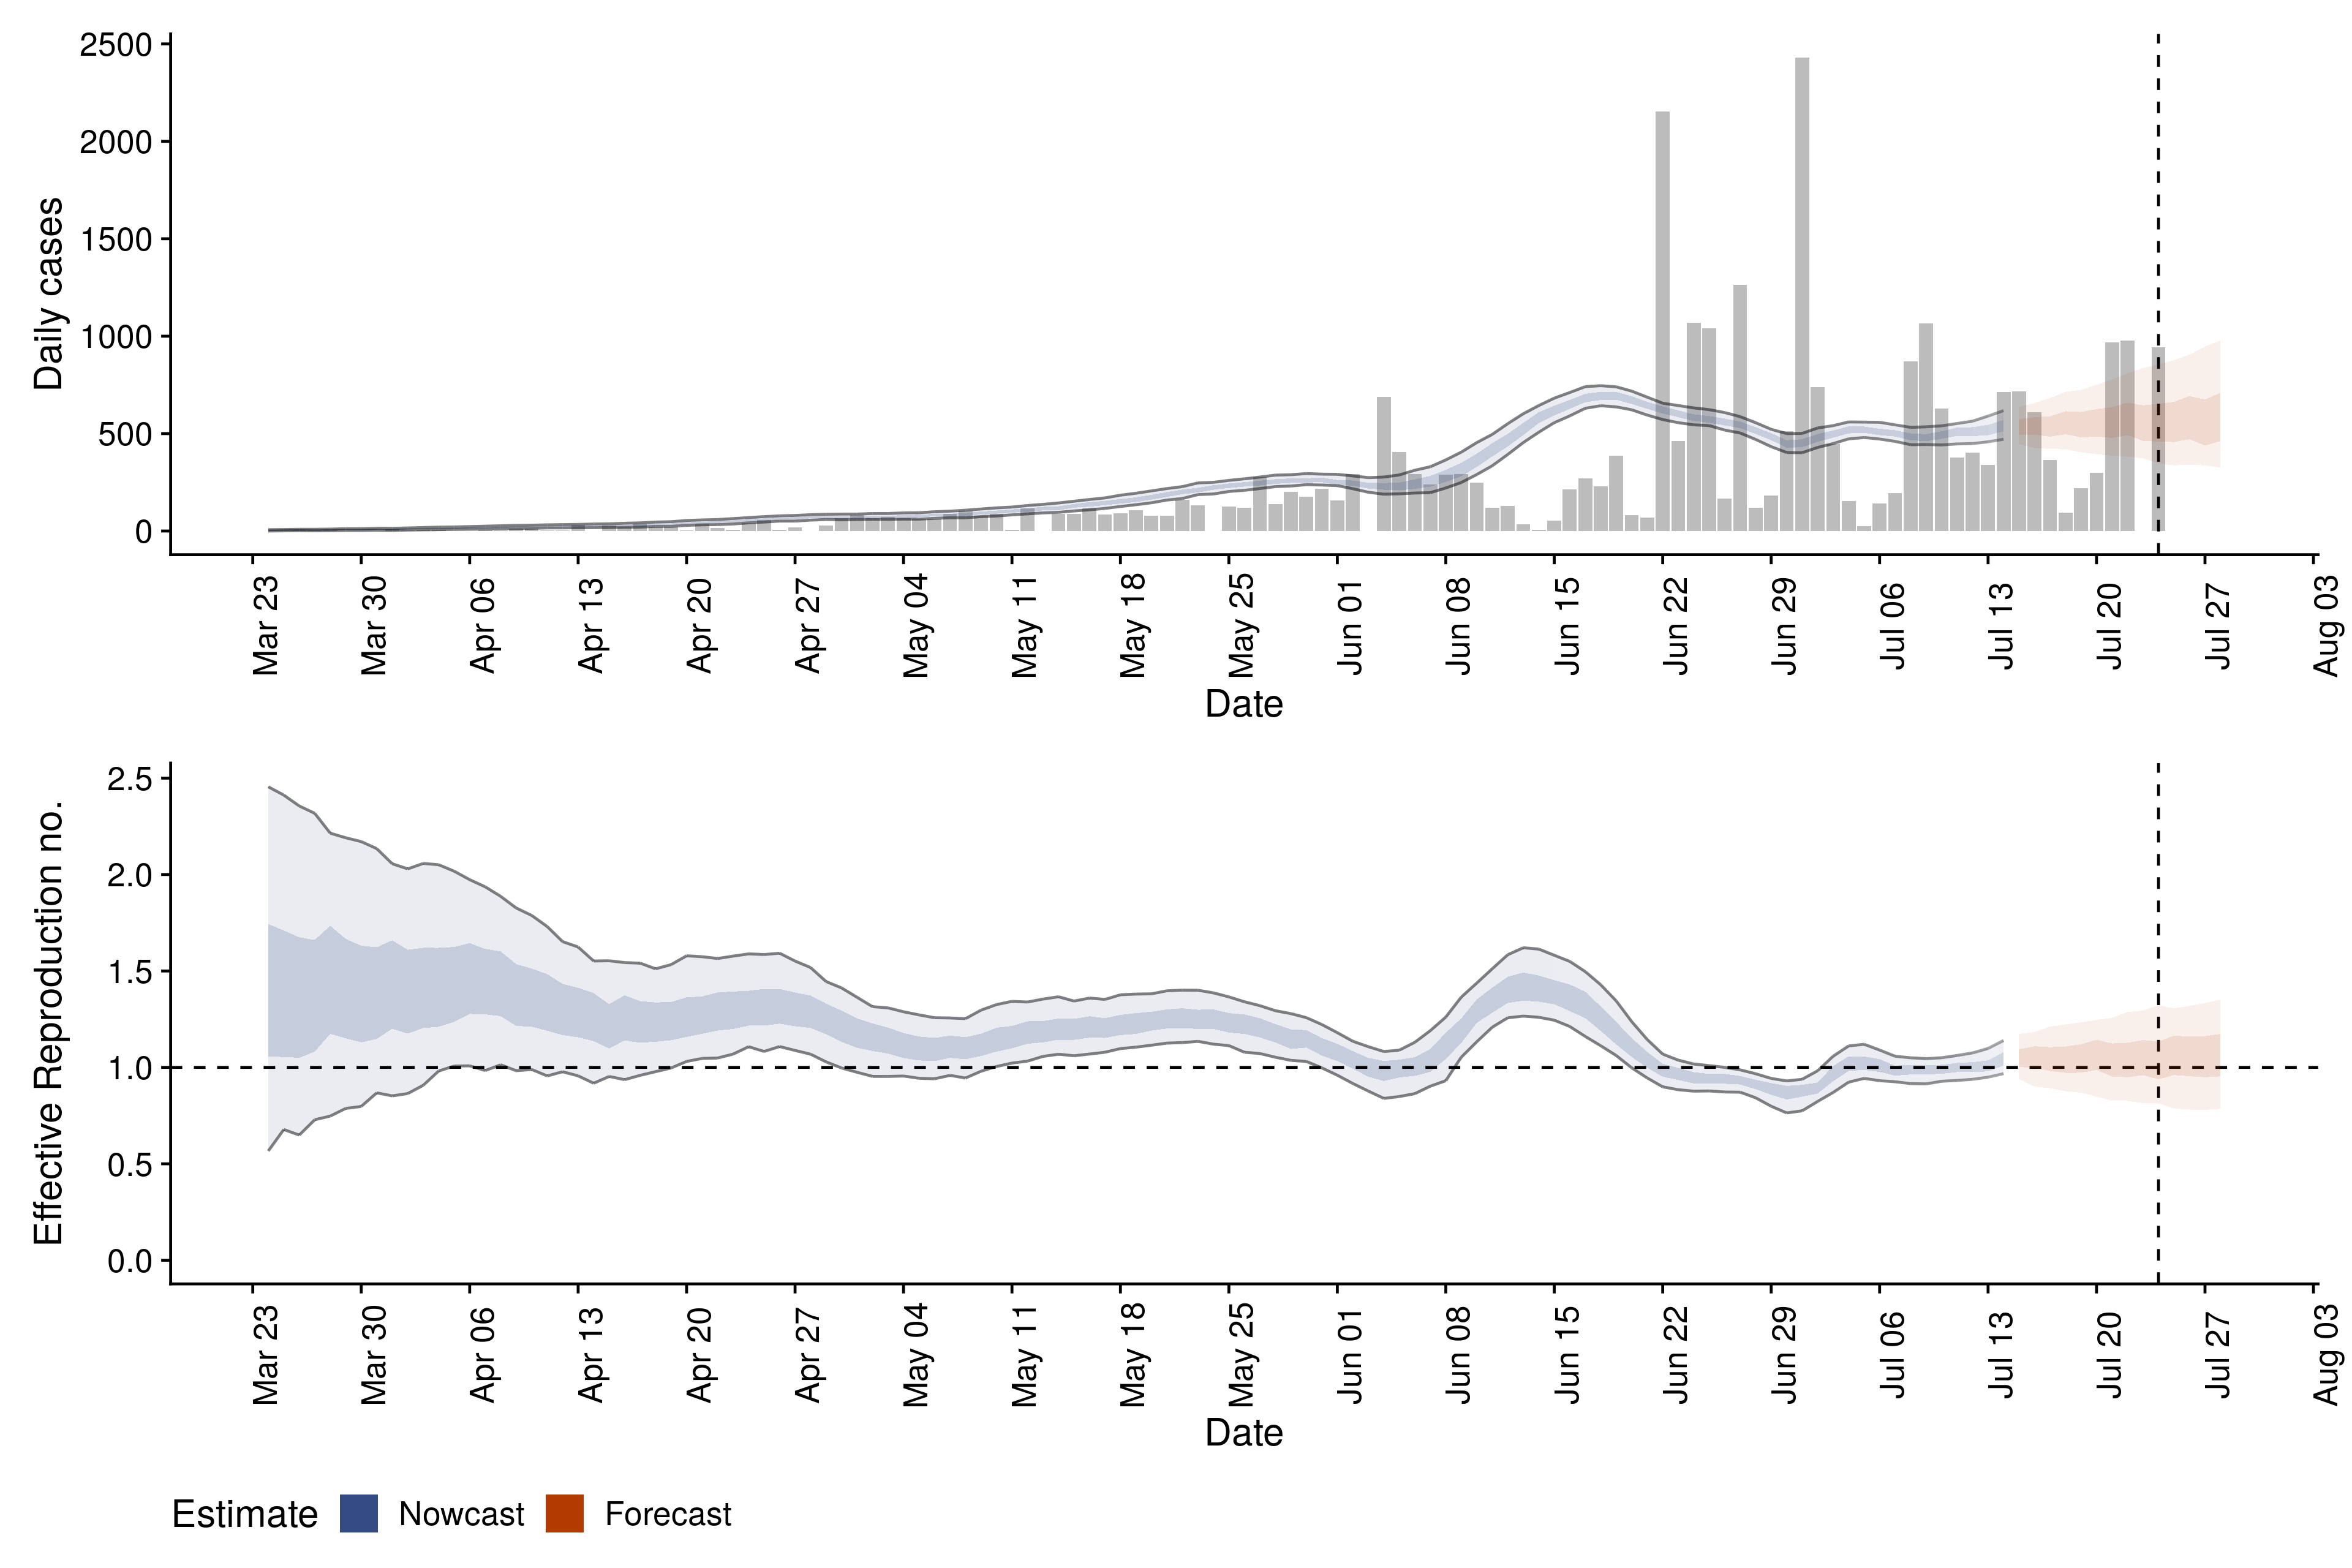 2500
2000
1500
1000
500
0
Daily cases
Mar 23 Mar 30 Apr 06 Apr 13 Apr 20 Apr 27 May 04 May 11 May 18 May 25 Jun 01 Jun 08 Jun 15 Jun 22 Jun 29 Jul 06 Jul 13 Jul 20 Jul 27 Aug 03
Date
2.5
2.0
1.5
1.0
0.5
0.0
Effective Reproduction no.
Mar 23 Mar 30 Apr 06 Apr 13 Apr 20 Apr 27 May 04 May 11 May 18 May 25 Jun 01 Jun 08 Jun 15 Jun 22 Jun 29 Jul 06 Jul 13 Jul 20 Jul 27 Aug 03
Date
Estimate Nowcast Forecast